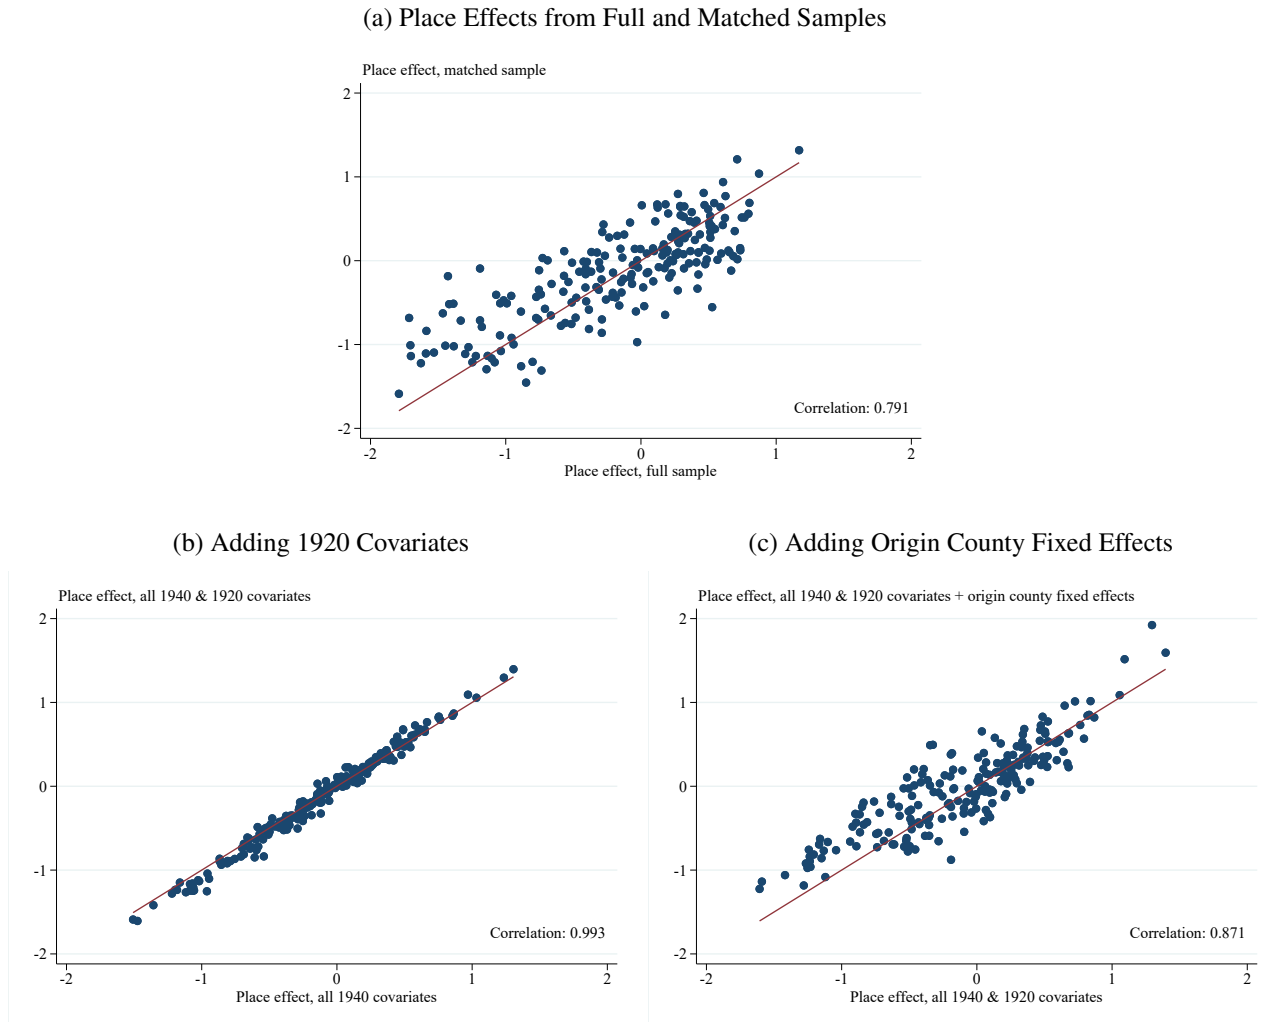 (a) Place Effects from Full and Matched Samples
Place effect, matched sample
2
1
0
-1
-2
Correlation: 0.791
-2 -1 0 1 2
Place effect, full sample
(b) Adding 1920 Covariates
Place effect, all 1940 & 1920 covariates
2
1
0
-1
-2
Correlation: 0.993
-2 -1 0 1 2
Place effect, all 1940 covariates
(c) Adding Origin County Fixed Effects
Place effect, all 1940 & 1920 covariates + origin county fixed effects
2
1
0
-1
-2
Correlation: 0.871
-2 -1 0 1 2
Place effect, all 1940 & 1920 covariates